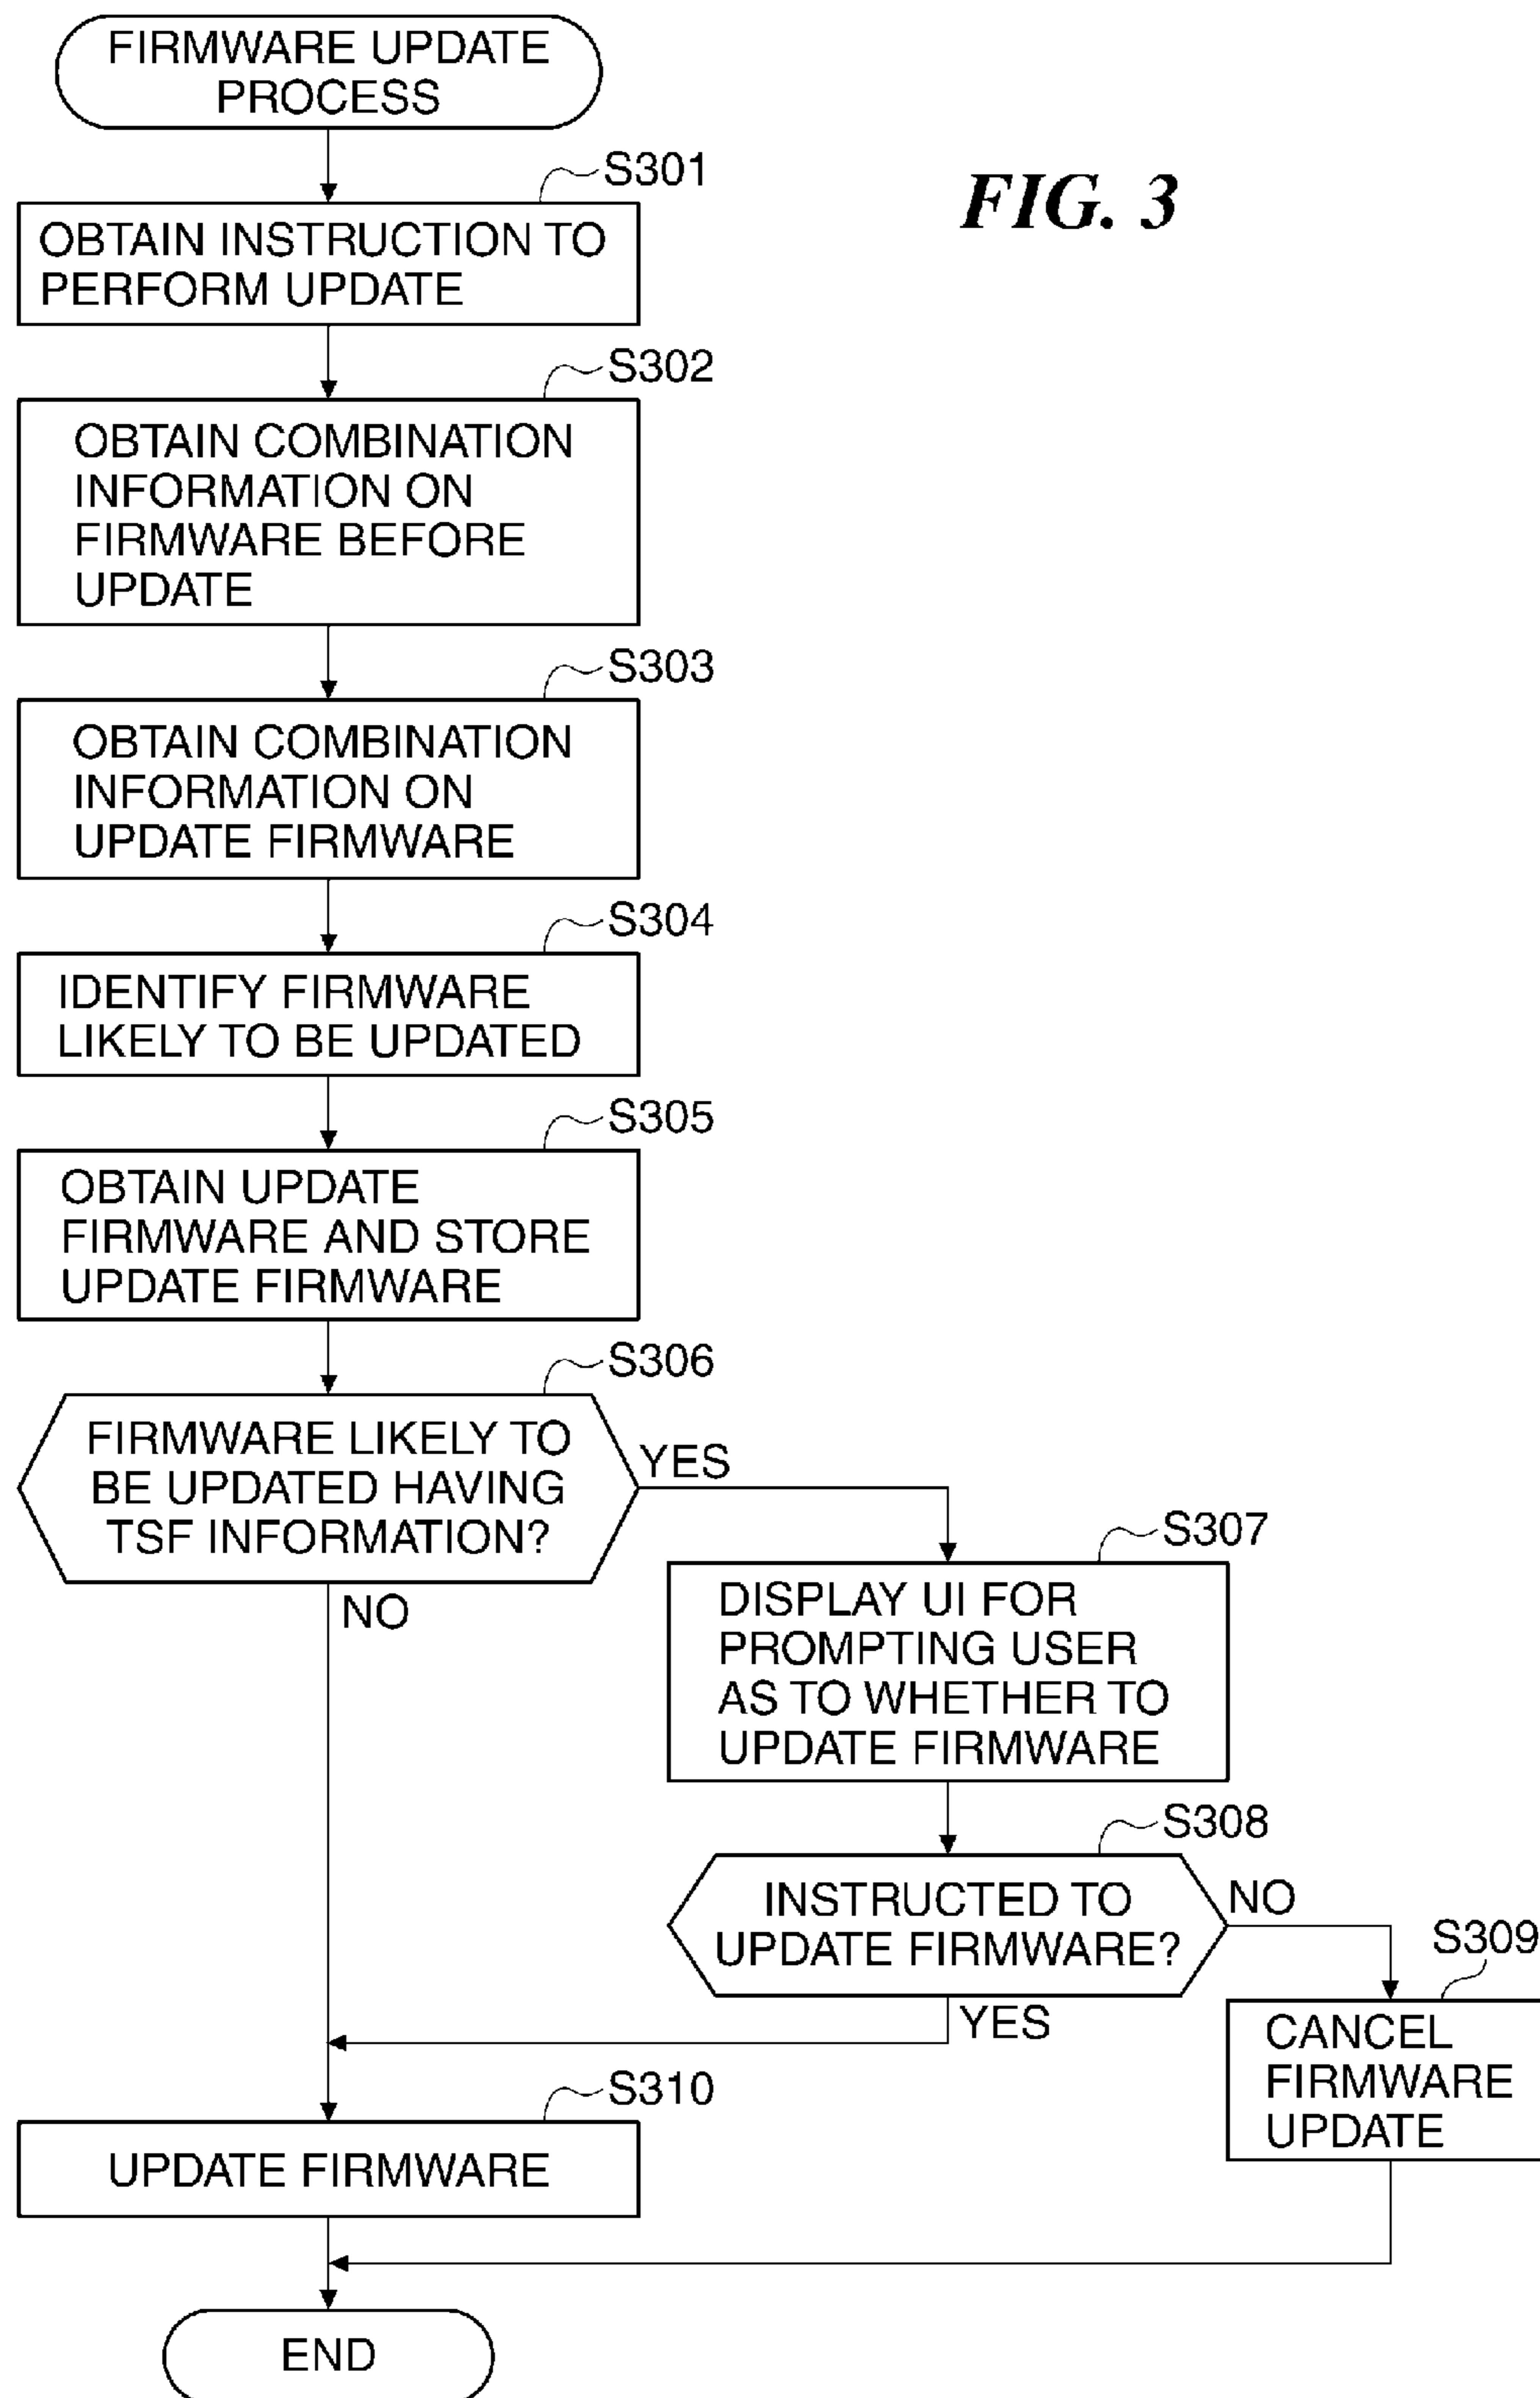 FIRMWARE UPDATE
PROCESS
FIG. 3
S301
OBTAIN INSTRUCTION TO
PERFORM UPDATE
S302
OBTAIN COMBINATION
INFORMATION ON
FIRMWARE BEFORE
UPDATE
S303
OBTAIN COMBINATION
INFORMATION ON
UPDATE FIRMWARE
S304
IDENTIFY FIRMWARE
LIKELY TO BE UPDATED
S305
OBTAIN UPDATE
FIRMWARE AND STORE
UPDATE FIRMWARE
S306
FIRMWARE LIKELY TO
BE UPDATED HAVING
TSF INFORMATION?
YES
NO
S307
DISPLAY UI FOR
PROMPTING USER
AS TO WHETHER TO
UPDATE FIRMWARE
S308
INSTRUCTED TO
UPDATE FIRMWARE?
NO
YES
S309
CANCEL
FIRMWARE
UPDATE
S310
UPDATE FIRMWARE
END